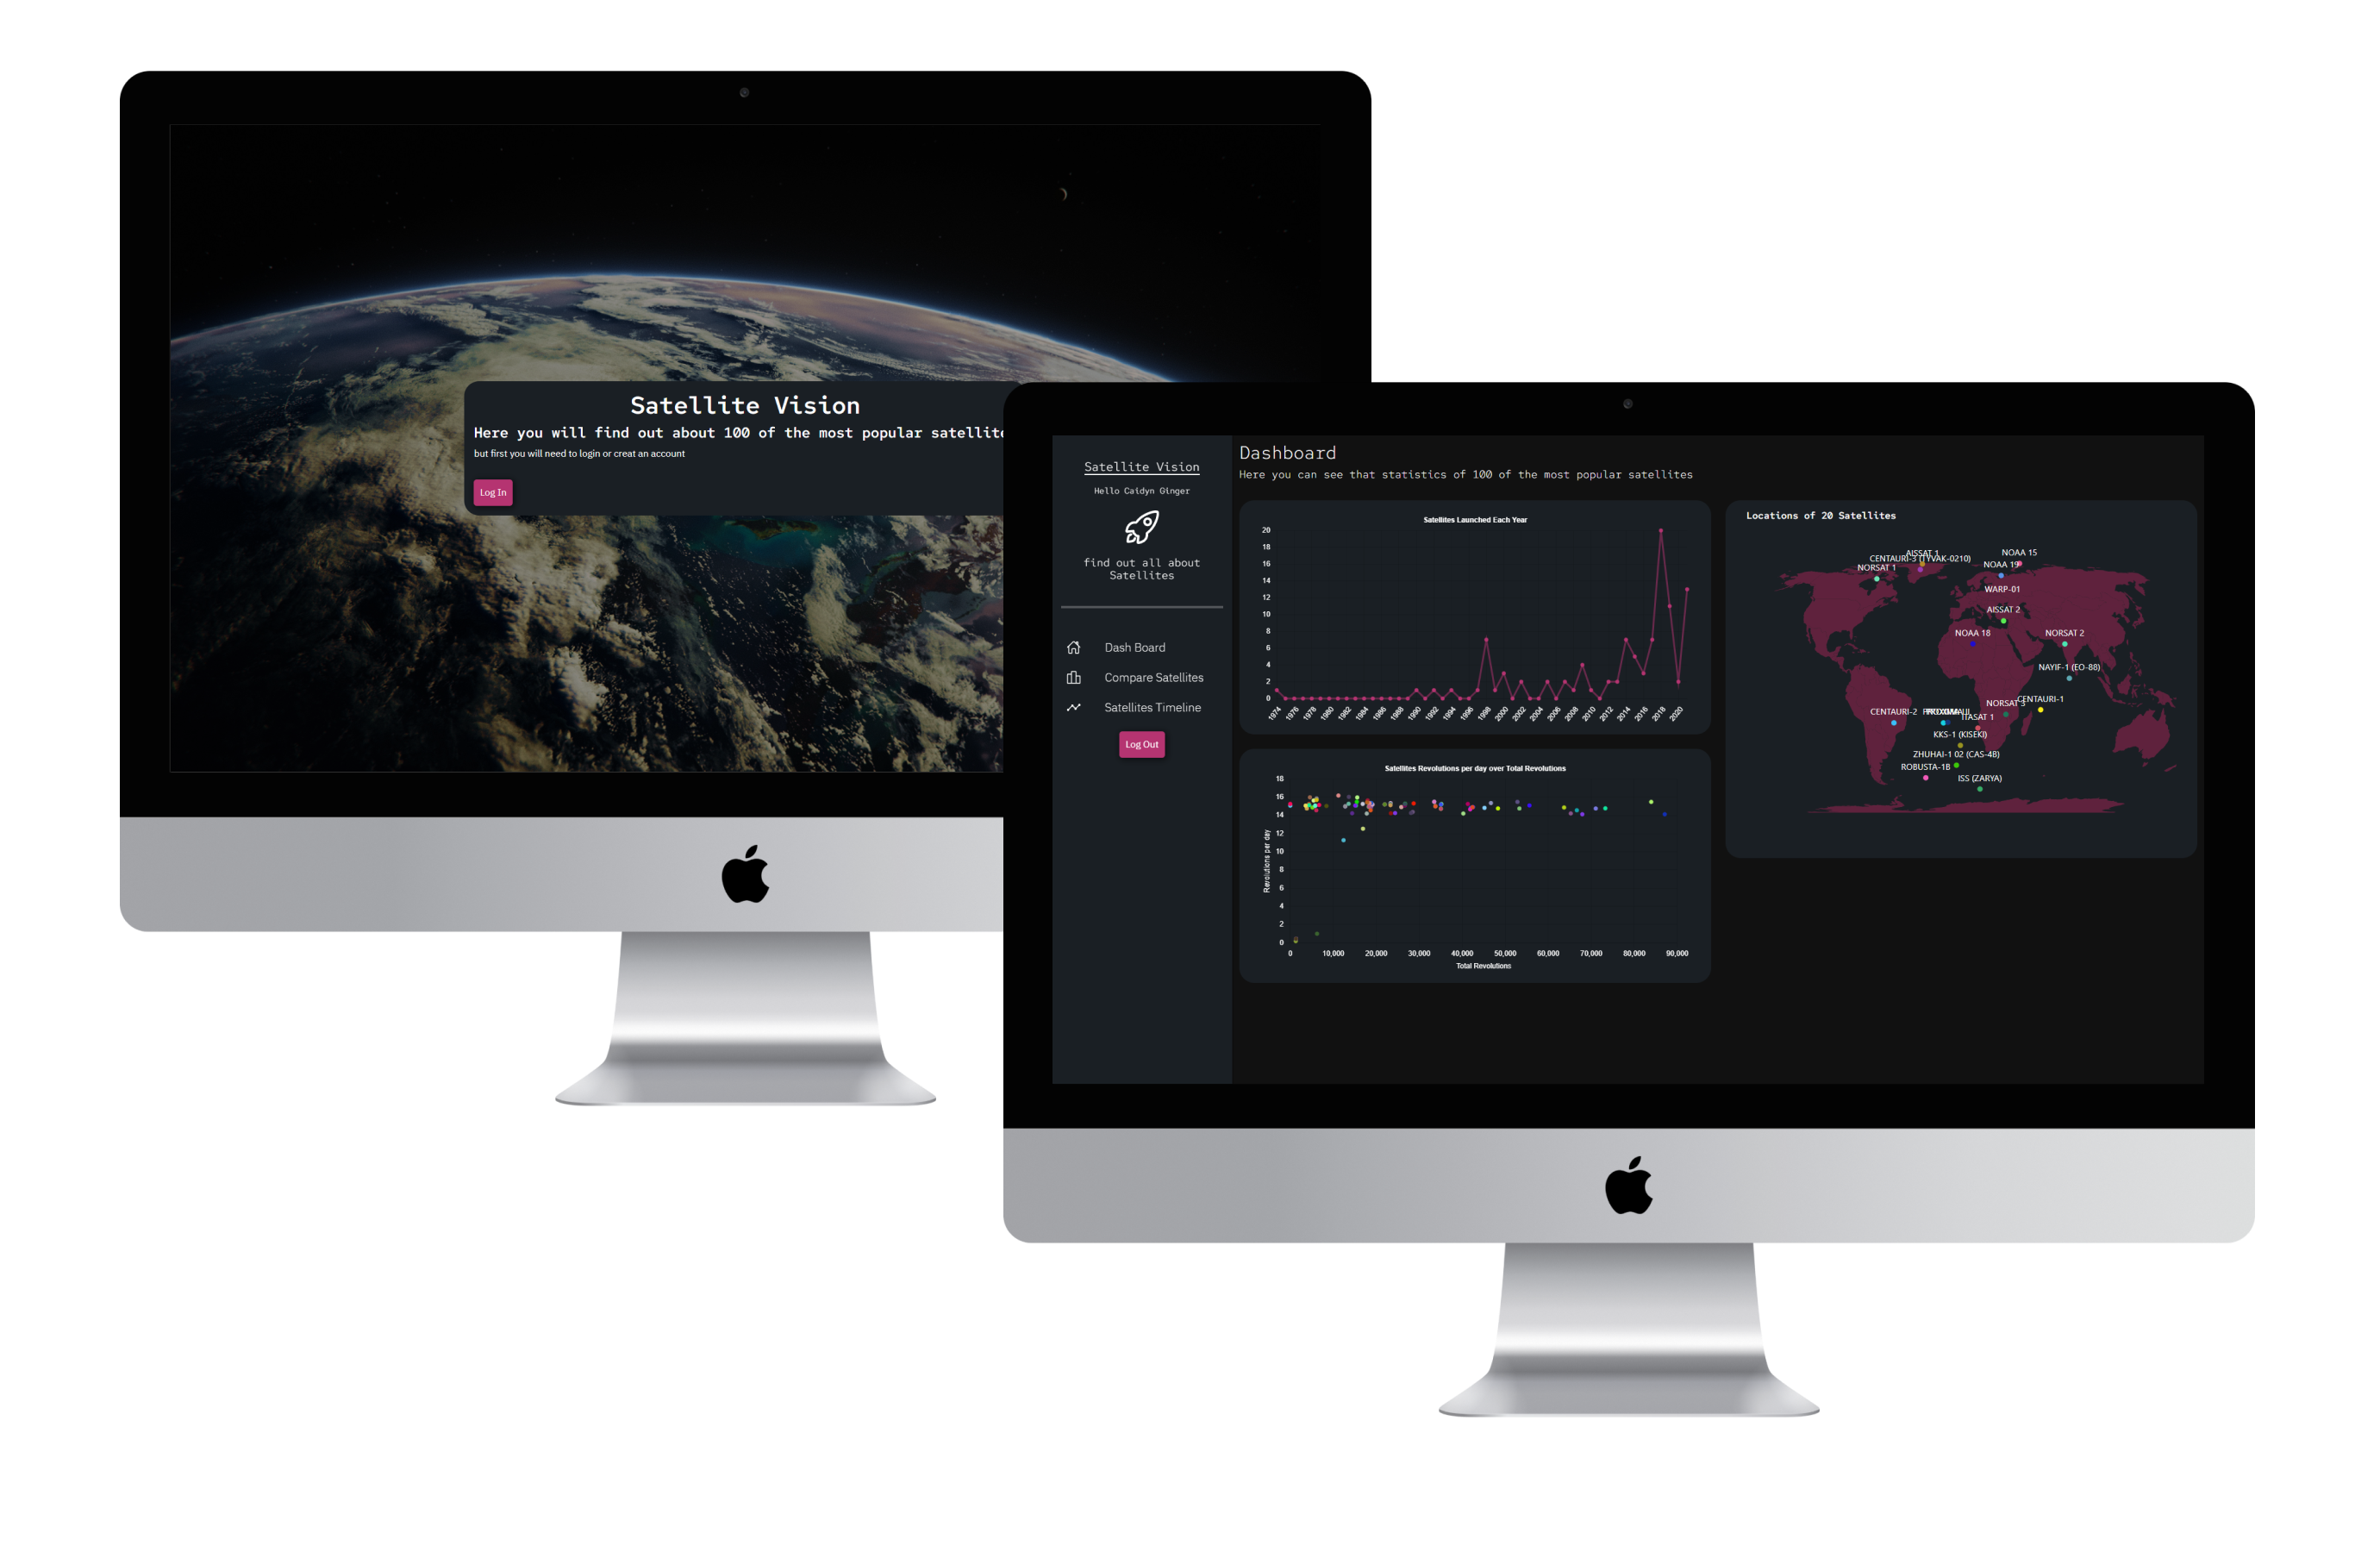 Satellite Vision
Here you will find out about 100 of the most popular
but first you will need to login or creat an account
Log In
Satellite Vision
Hello Caidyn Ginger
find out all about
Satellites
Dash Board
Compare Satellites
Satellites Timeline
Log Out
Dashboard
Here you can see that statistics of 100 of the most popular satellites
Satellites Launched Each Year
20
18
16
14
12
10
8
6
4
2
0
1974 1976 1978 1980 1982 1984 1986 1988 1990 1992 1994 1996 1998 2000 2002 2004 2006 2008 2010 2012 2014 2016 2018 2020
Satellites Revolutions per day over Total Revolutions
Revolutions per day
18
16
14
12
10
8
6
4
2
0
0 10,000 20,000 30,000 40,000 50,000 60,000 70,000 80,000 90,000
Total Revolutions
Locations of 20 Satellites
AISSAT 1
NOAA 15
CENTAURI-3 (TYVAK-0210)
NORSAT 1
NOAA 19
WARP-01
AISSAT 2
NOAA 18
NORSAT 2
NAYIF-1 (EO-88)
CENTAURI-1
NORSAT 3
CENTAURI-2
ITASAT 1
KKS-1 (KISEKI)
ZHUHAI-1 02 (CAS-4B)
ROBUSTA-1B
ISS (ZARYA)